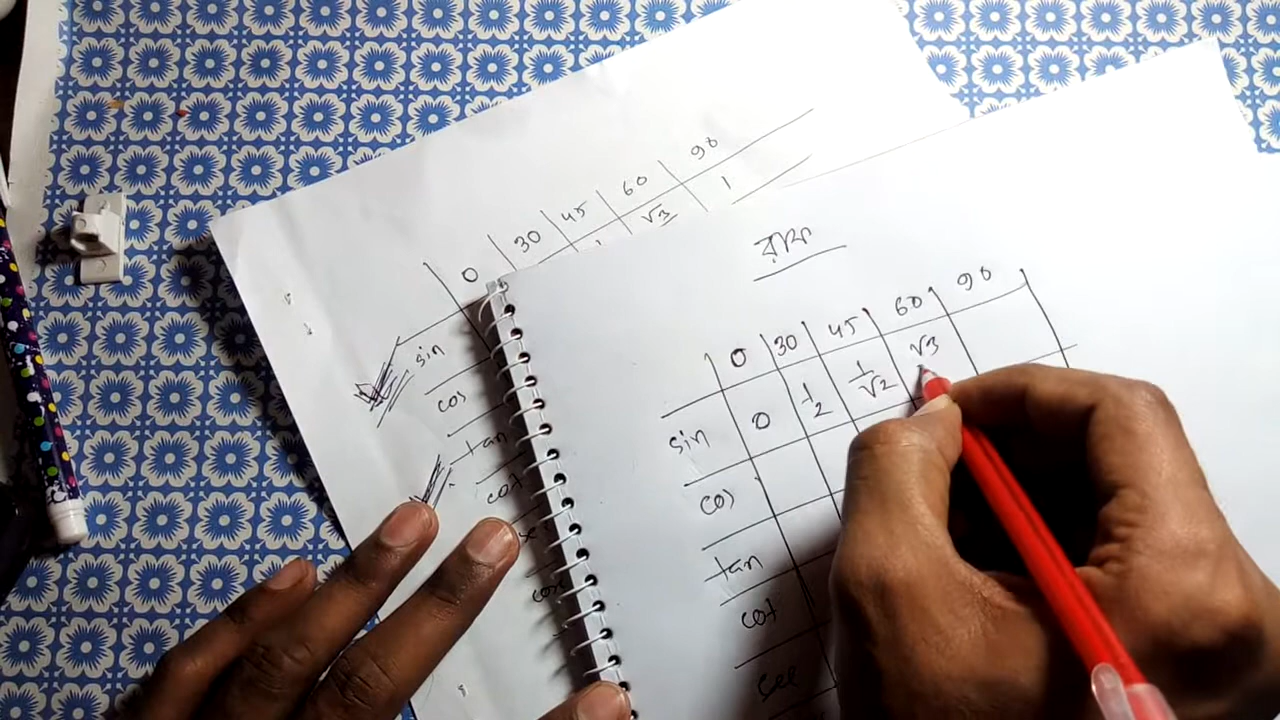 0 30 45 60 90
sin √3 1
cos
tan
cot
রাফ
0 30 45 60 90
sin 0 1/2 1/√2 √3
cos
tan
cot
sec